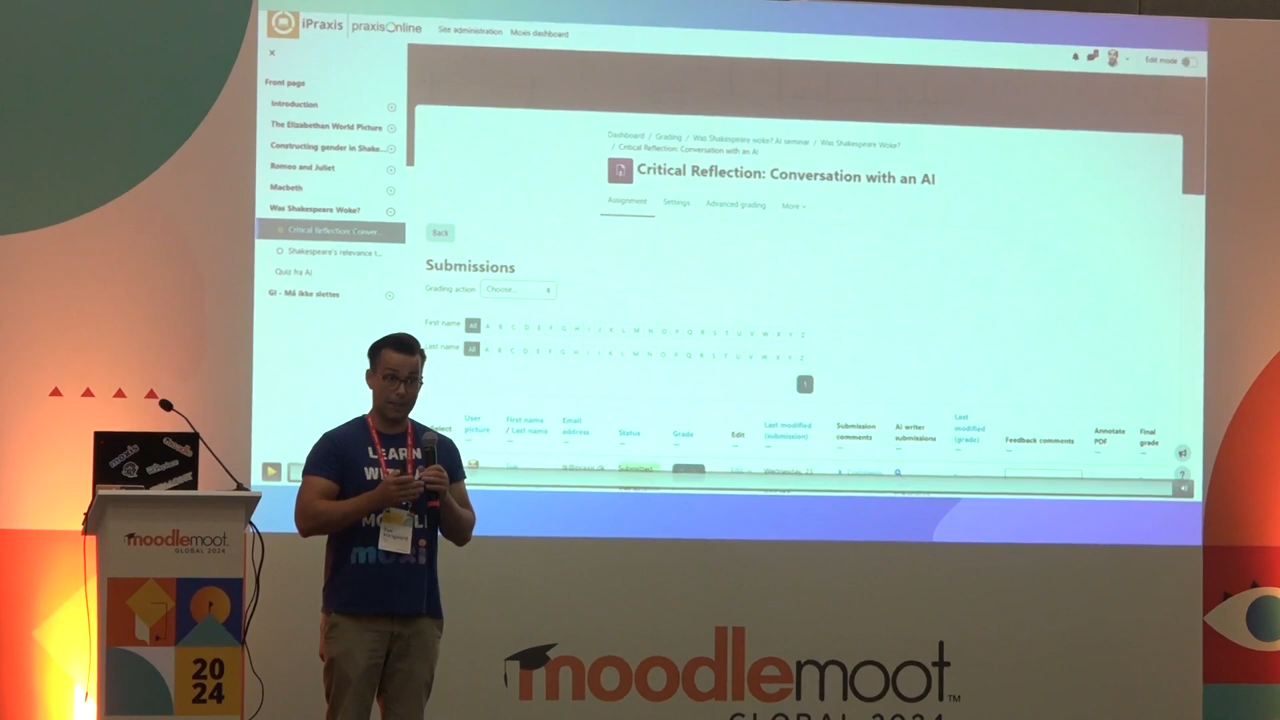 iPraxis praxisOnline Site administration Moxis dashboard
Edit mode
Front page
Introduction
The Elizabethan World Picture
Constructing gender in Shake...
Romeo and Juliet
Macbeth
Was Shakespeare Woke?
Critical Reflection: Conver...
Shakespeare's relevance t...
Quiz fra AI
GI - Må ikke slettes
Dashboard / Grading / Was Shakespeare woke? AI seminar / Was Shakespeare Woke?
/ Critical Reflection: Conversation with an AI
Critical Reflection: Conversation with an AI
Assignment Settings Advanced grading More
Back
Submissions
Grading action Choose...
First name All A B C D E F G H I J K L M N O P Q R S T U V W X Y Z
Last name All A B C D E F G H I J K L M N O P Q R S T U V W X Y Z
1
Select User picture First name / Last name Email address Status Grade Edit Last modified (submission) Submission comments AI writer submissions Last modified (grade) Feedback comments Annotate PDF Final grade
Submitted
?
LEARN
moxis
moodle
moodlemoot
GLOBAL 2024
20
24
moodlemoot™
GLOBAL 2024